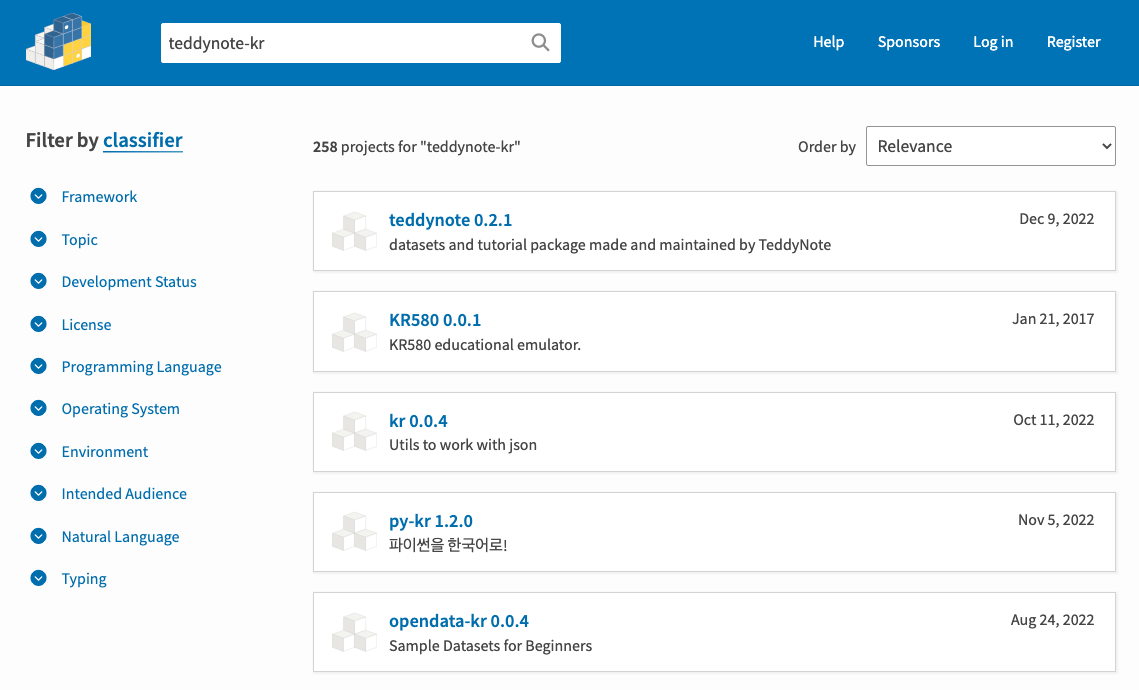 teddynote-kr
Help
Sponsors
Log in
Register
Filter by classifier
Framework
Topic
Development Status
License
Programming Language
Operating System
Environment
Intended Audience
Natural Language
Typing
258 projects for "teddynote-kr"
Order by
Relevance
teddynote 0.2.1
Dec 9, 2022
datasets and tutorial package made and maintained by TeddyNote
KR580 0.0.1
Jan 21, 2017
KR580 educational emulator.
kr 0.0.4
Oct 11, 2022
Utils to work with json
py-kr 1.2.0
Nov 5, 2022
파이썬을 한국어로!
opendata-kr 0.0.4
Aug 24, 2022
Sample Datasets for Beginners